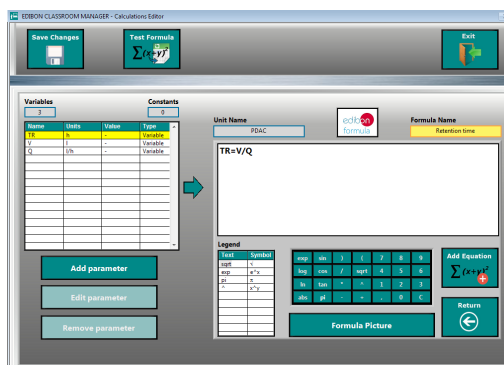 EDIBON CLASSROOM MANAGER - Calculations Editor
Save Changes
Test Formula
Σ(x+y)²
Exit
Variables
3
Constants
0
Name Units Value Type
TR h - Variable
V l - Variable
Q l/h - Variable
Add parameter
Edit parameter
Remove parameter
Unit Name
PDAC
edibon
formula
Formula Name
Retention time
TR=V/Q
Legend
Text Symbol
sqrt √
exp e^x
pi π
^ x^y
exp sin ) ( 7 8 9
log cos / sqrt 4 5 6
ln tan * ^ 1 2 3
abs pi - + . 0 C
Formula Picture
Add Equation
Σ(x+y)²
Return